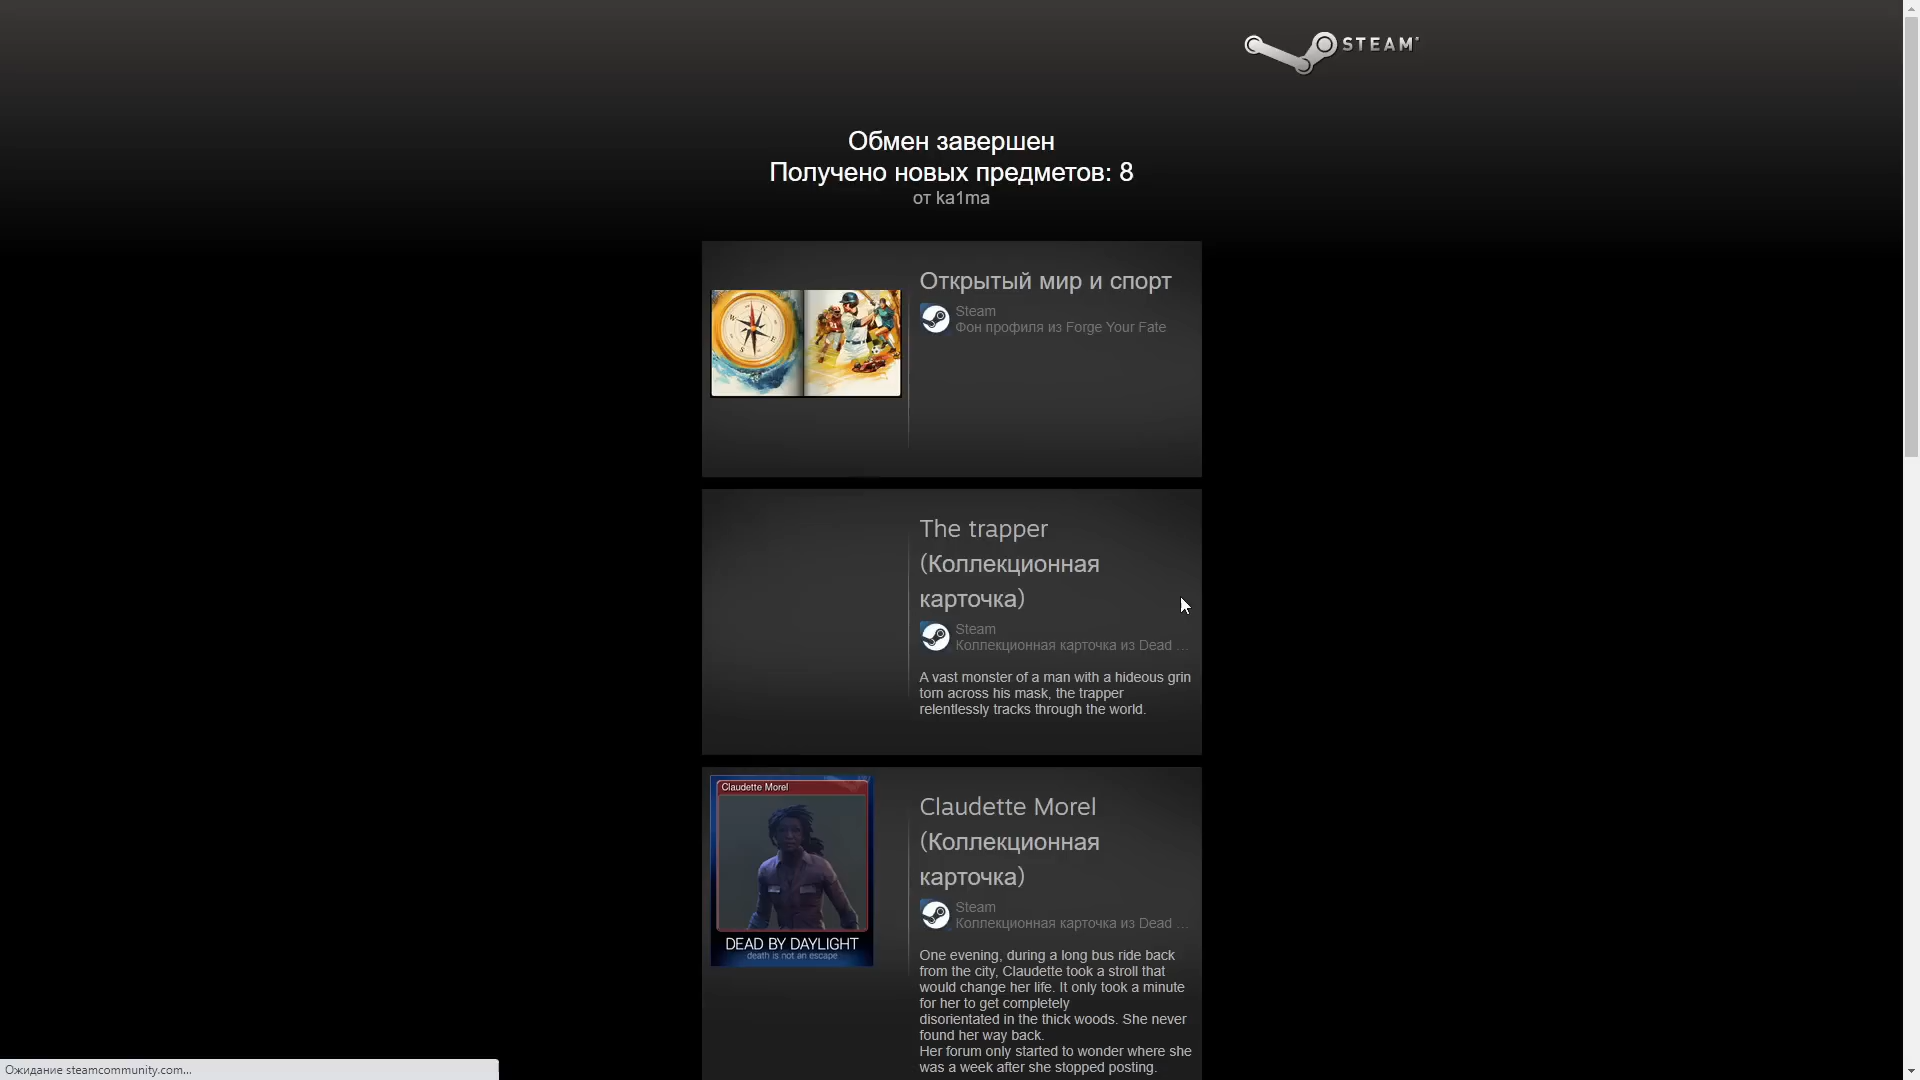 STEAM
Обмен завершен
Получено новых предметов: 8
от ka1ma
Открытый мир и спорт
Steam
Фон профиля из Forge Your Fate
The trapper
(Коллекционная
карточка)
Steam
Коллекционная карточка из Dead ...
A vast monster of a man with a hideous grin
torn across his mask, the trapper
relentlessly tracks through the world.
Claudette Morel
DEAD BY DAYLIGHT
death is not an escape
Claudette Morel
(Коллекционная
карточка)
Steam
Коллекционная карточка из Dead ...
One evening, during a long bus ride back
from the city, Claudette took a stroll that
would change her life. It only took a minute
for her to get completely
disorientated in the thick woods. She never
found her way back.
Her forum only started to wonder where she
was a week after she stopped posting.
Ожидание steamcommunity.com...